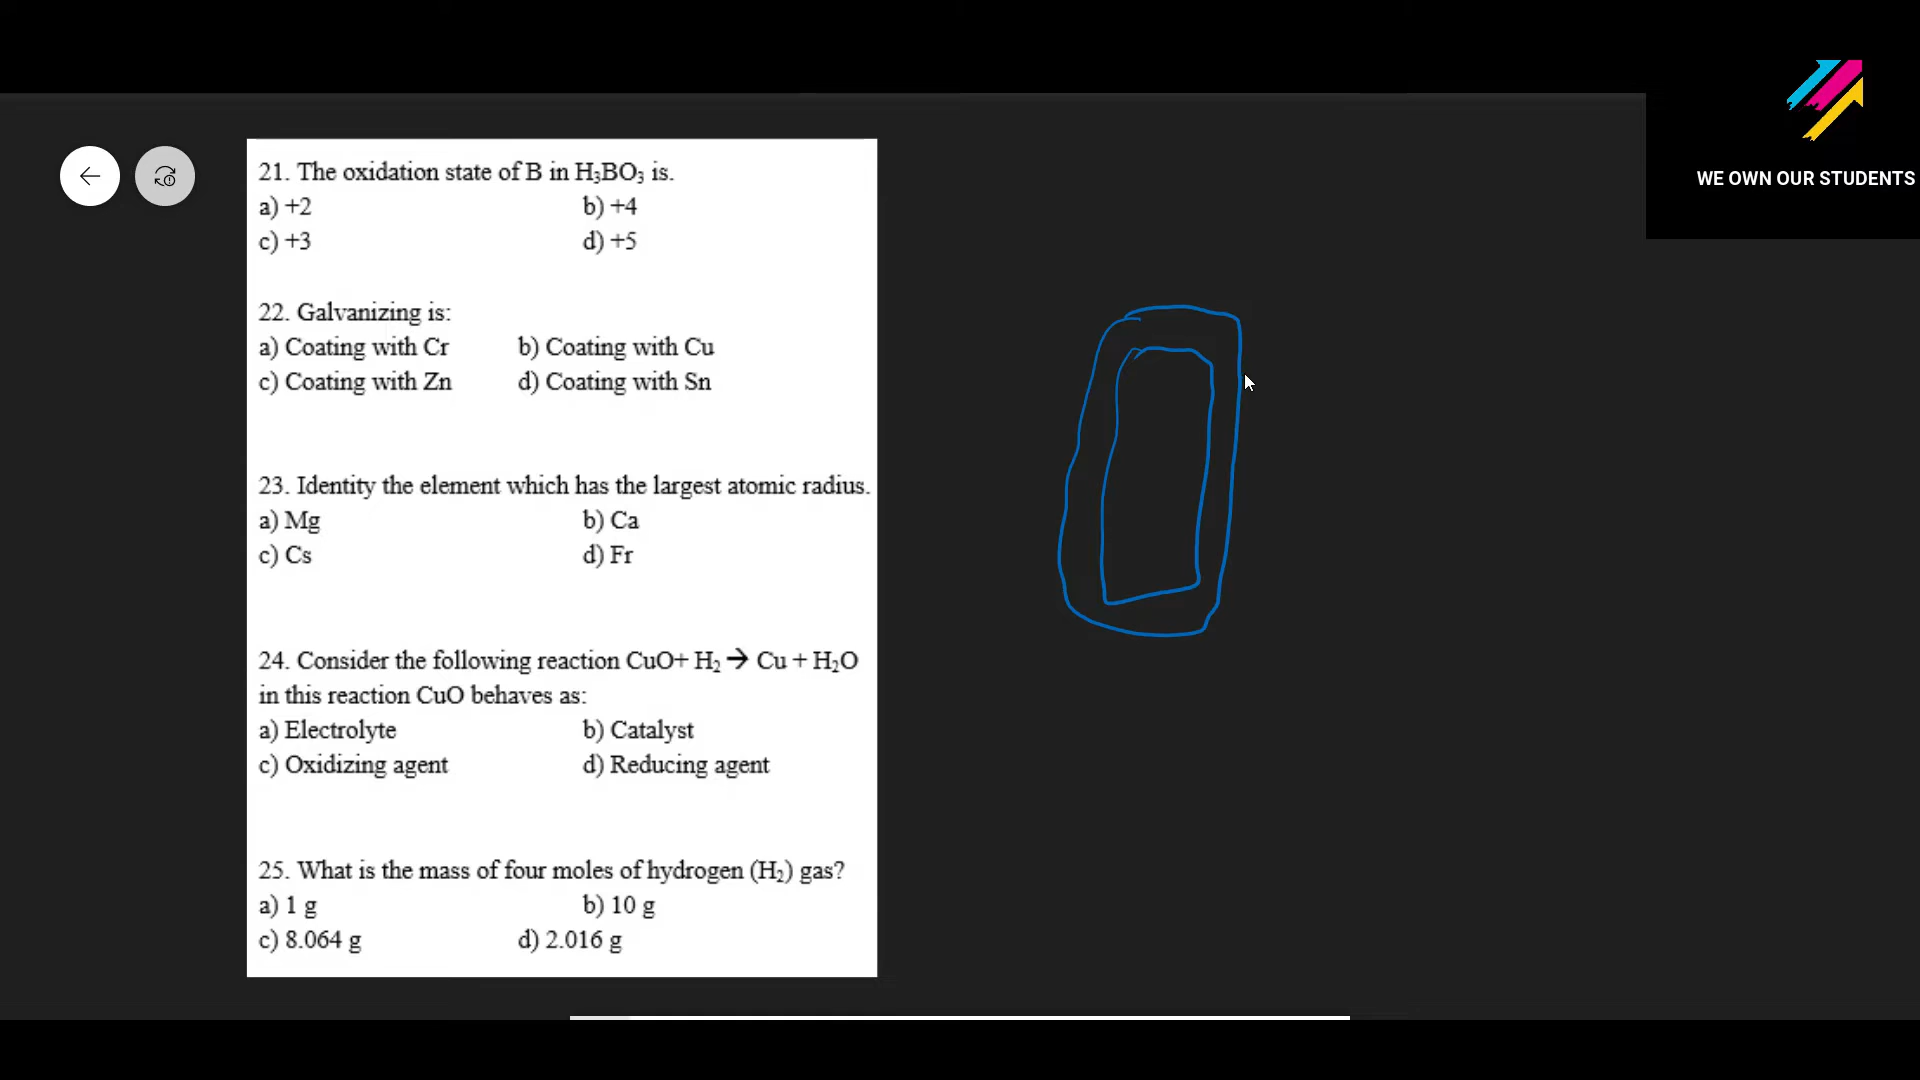 WE OWN OUR STUDENTS
21. The oxidation state of B in H₃BO₃ is.
a) +2 b) +4
c) +3 d) +5
22. Galvanizing is:
a) Coating with Cr b) Coating with Cu
c) Coating with Zn d) Coating with Sn
23. Identity the element which has the largest atomic radius.
a) Mg b) Ca
c) Cs d) Fr
24. Consider the following reaction CuO+ H₂ → Cu + H₂O
in this reaction CuO behaves as:
a) Electrolyte b) Catalyst
c) Oxidizing agent d) Reducing agent
25. What is the mass of four moles of hydrogen (H₂) gas?
a) 1 g b) 10 g
c) 8.064 g d) 2.016 g